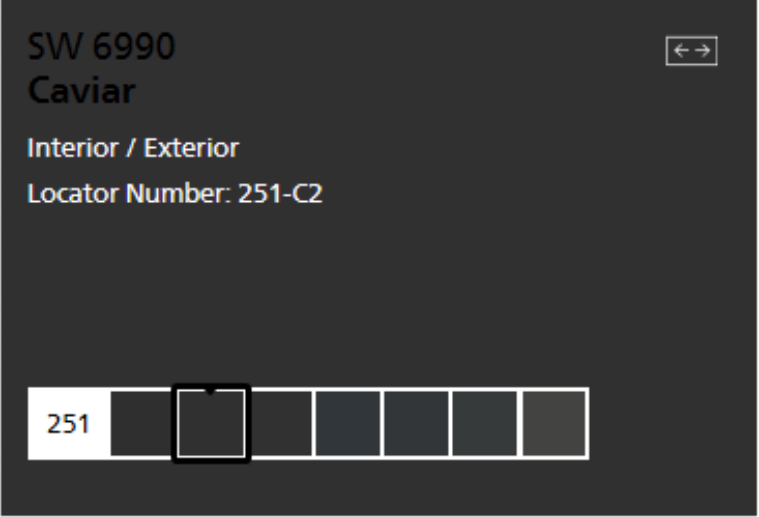 SW 6990
Caviar
Interior / Exterior
Locator Number: 251-C2
251